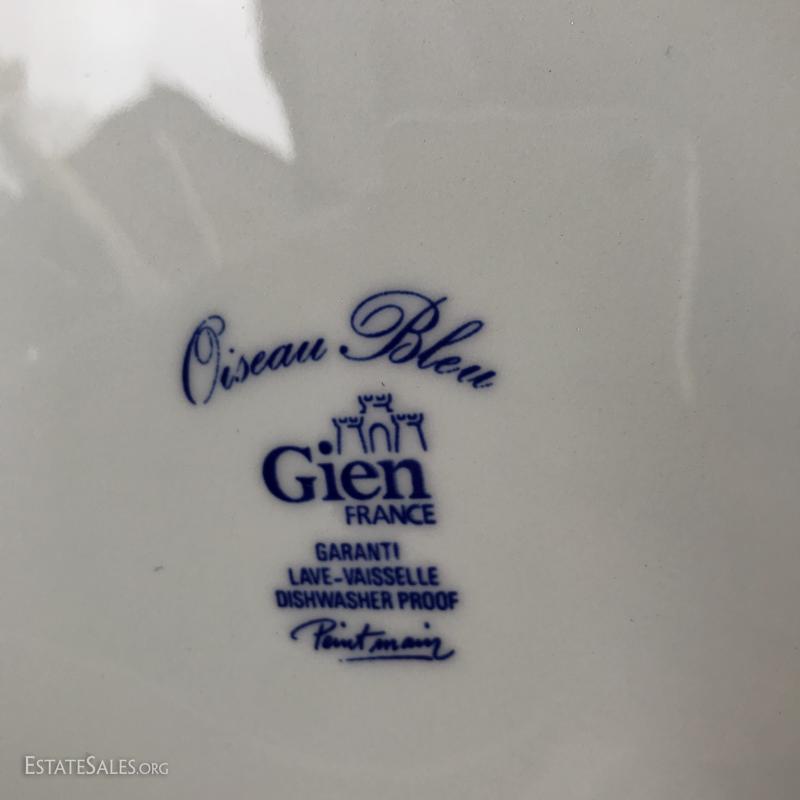 Oiseau Bleu
Gien
FRANCE
GARANTI
LAVE-VAISSELLE
DISHWASHER PROOF
Peint main
ESTATESALES.ORG